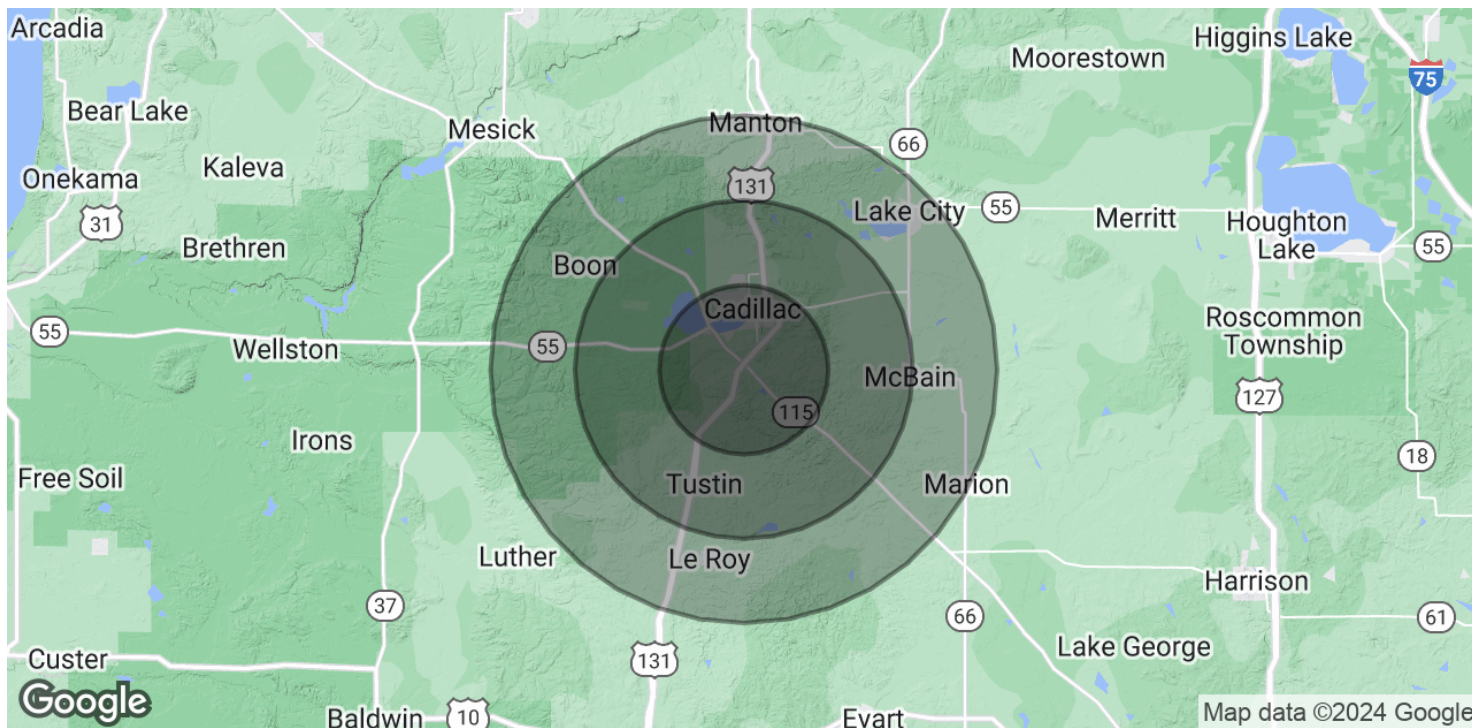 Arcadia
Higgins Lake
Moorestown
75
Bear Lake
Mesick
Manton
66
Kaleva
Onekama
131
31
Lake City
55
Merritt
Houghton
Lake
55
Brethren
Boon
Cadillac
Roscommon
Township
55
Wellston
55
McBain
127
115
Irons
18
Free Soil
Tustin
Marion
Luther
Le Roy
Harrison
37
66
61
Lake George
Custer
131
Google
Baldwin
10
Evart
Map data ©2024 Google